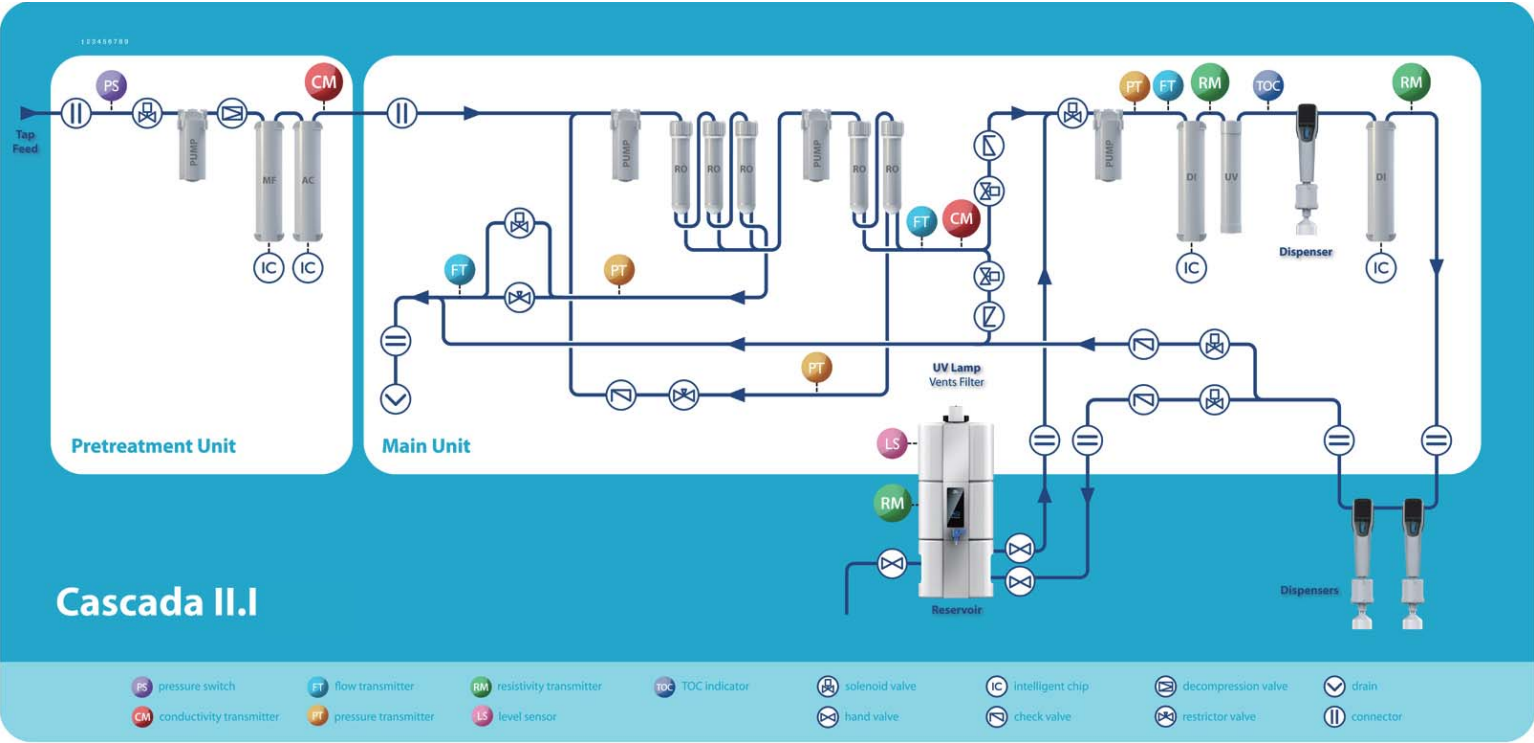 123456789
PS
CM
Tap
Feed
PUMP
MF
AC
IC
IC
Pretreatment Unit
PUMP
RO
RO
RO
PUMP
RO
RO
FT
CM
FT
PT
PT
Main Unit
PT
FT
RM
TOC
RM
PUMP
DI
UV
DI
IC
IC
Dispenser
UV Lamp
Vents Filter
LS
RM
Reservoir
Dispensers
Cascada II.I
PS pressure switch
FT flow transmitter
RM resistivity transmitter
TOC TOC indicator
solenoid valve
IC intelligent chip
decompression valve
drain
CM conductivity transmitter
PT pressure transmitter
LS level sensor
hand valve
check valve
restrictor valve
connector